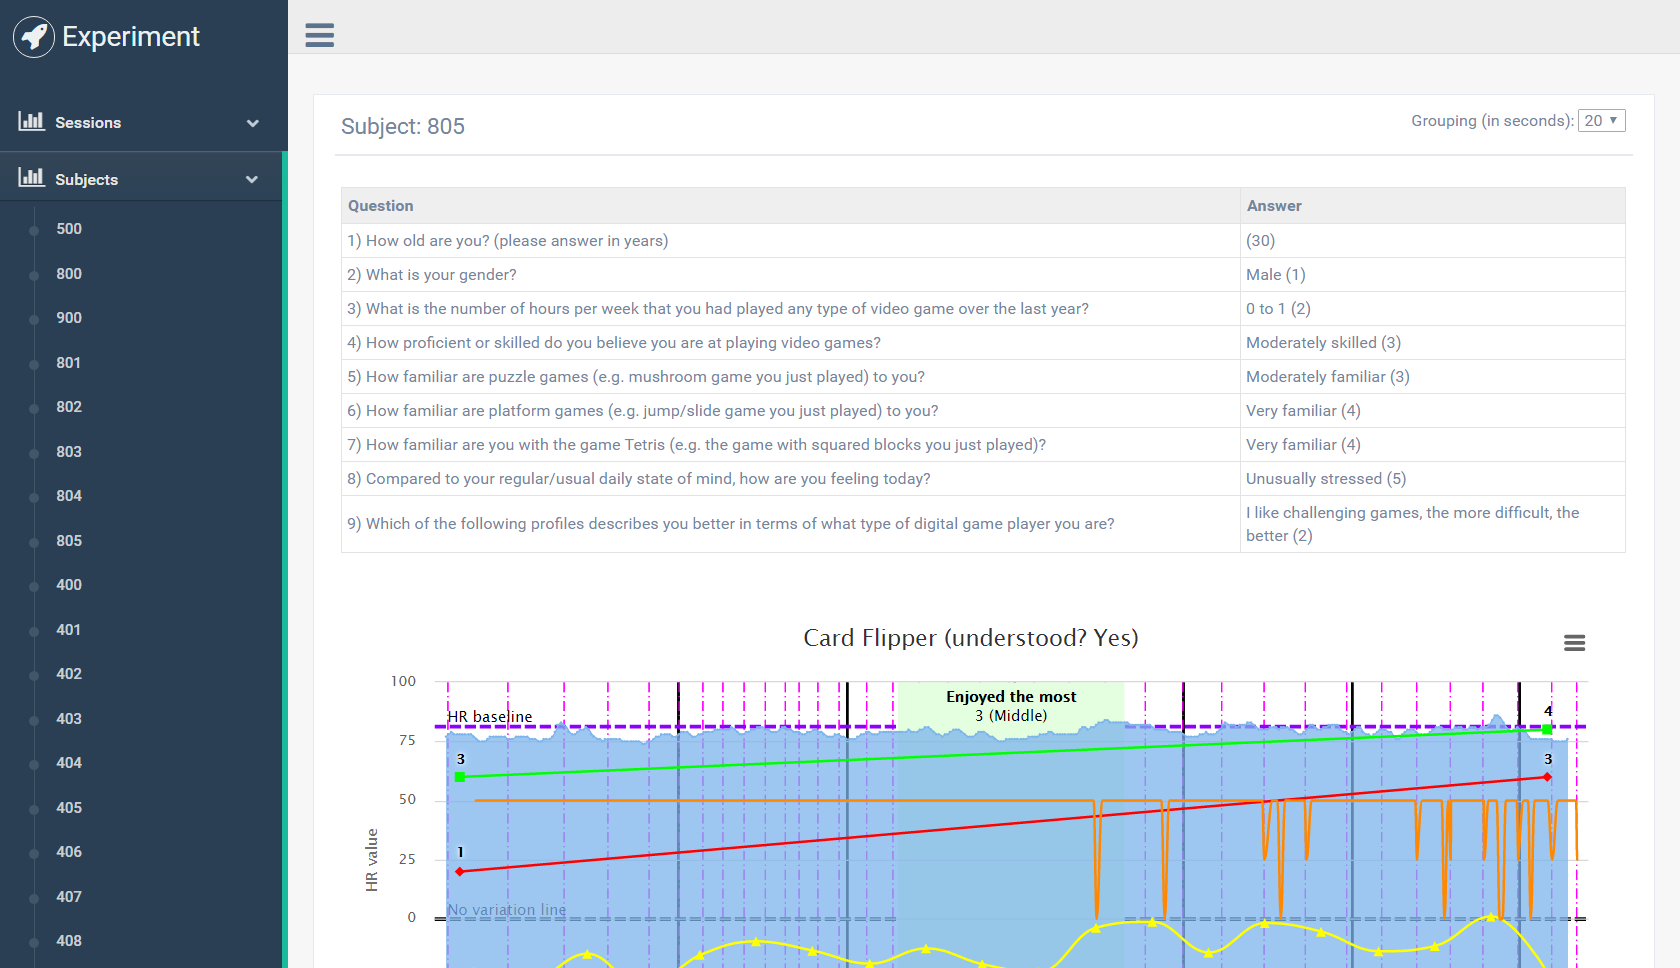 Experiment
Sessions
Subjects
500
800
900
801
802
803
804
805
400
401
402
403
404
405
406
407
408
Subject: 805
Grouping (in seconds): 20
Question Answer
1) How old are you? (please answer in years) (30)
2) What is your gender? Male (1)
3) What is the number of hours per week that you had played any type of video game over the last year? 0 to 1 (2)
4) How proficient or skilled do you believe you are at playing video games? Moderately skilled (3)
5) How familiar are puzzle games (e.g. mushroom game you just played) to you? Moderately familiar (3)
6) How familiar are platform games (e.g. jump/slide game you just played) to you? Very familiar (4)
7) How familiar are you with the game Tetris (e.g. the game with squared blocks you just played)? Very familiar (4)
8) Compared to your regular/usual daily state of mind, how are you feeling today? Unusually stressed (5)
9) Which of the following profiles describes you better in terms of what type of digital game player you are? I like challenging games, the more difficult, the
better (2)
Card Flipper (understood? Yes)
100
Enjoyed the most
3 (Middle)
4
HR baseline
75
3
3
50
HR value
1
25
No variation line
0